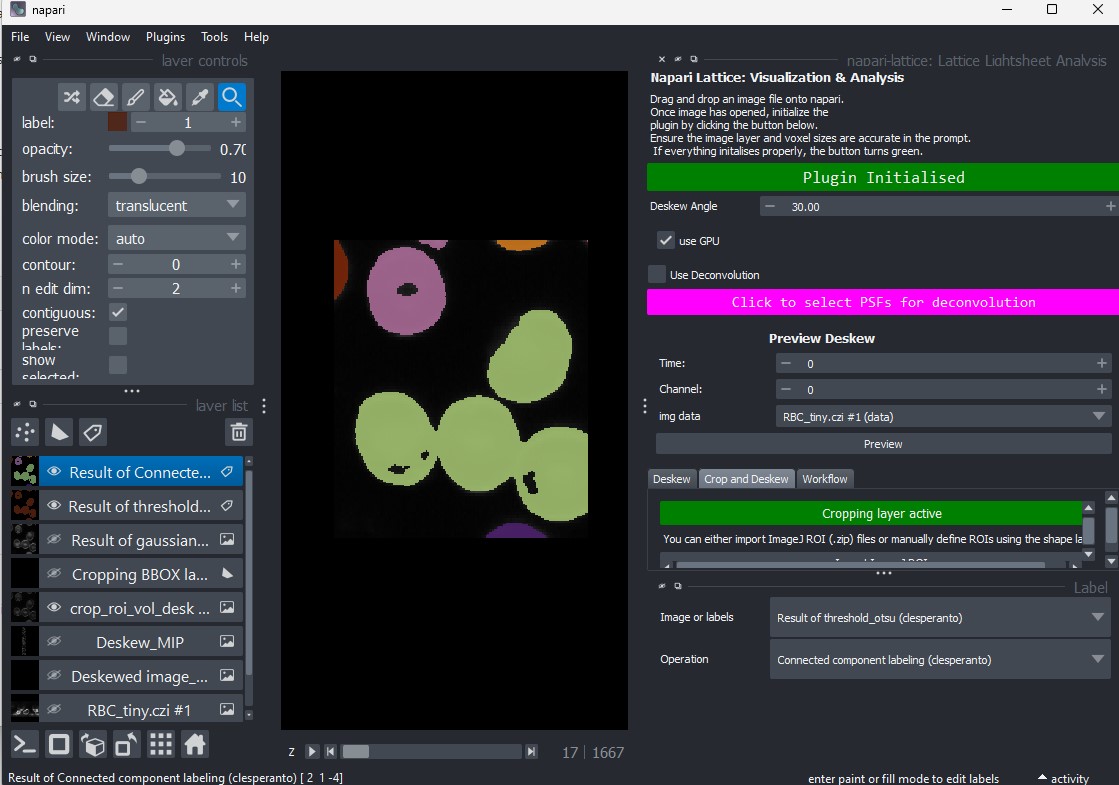 napari
File View Window Plugins Tools Help
layer controls
label: 1
opacity: 0.70
brush size: 10
blending: translucent
color mode: auto
contour: 0
n edit dim: 2
contiguous:
preserve
labels:
show
selected:
layer list
Result of Connecte...
Result of threshold...
Result of gaussian...
Cropping BBOX la...
crop_roi_vol_desk ...
Deskew_MIP
Deskewed image_...
RBC_tiny.czi #1
z 17 | 1667
napari-lattice: Lattice Lightsheet Analysis
Napari Lattice: Visualization & Analysis
Drag and drop an image file onto napari.
Once image has opened, initialize the
plugin by clicking the button below.
Ensure the image layer and voxel sizes are accurate in the prompt.
If everything initalises properly, the button turns green.
Plugin Initialised
Deskew Angle 30.00
use GPU
Use Deconvolution
Click to select PSFs for deconvolution
Preview Deskew
Time: 0
Channel: 0
img data RBC_tiny.czi #1 (data)
Preview
Deskew Crop and Deskew Workflow
Cropping layer active
You can either import ImageJ ROI (.zip) files or manually define ROIs using the shape la
Label
Image or labels Result of threshold_otsu (clesperanto)
Operation Connected component labeling (clesperanto)
Result of Connected component labeling (clesperanto) [ 2 1 -4]
enter paint or fill mode to edit labels activity